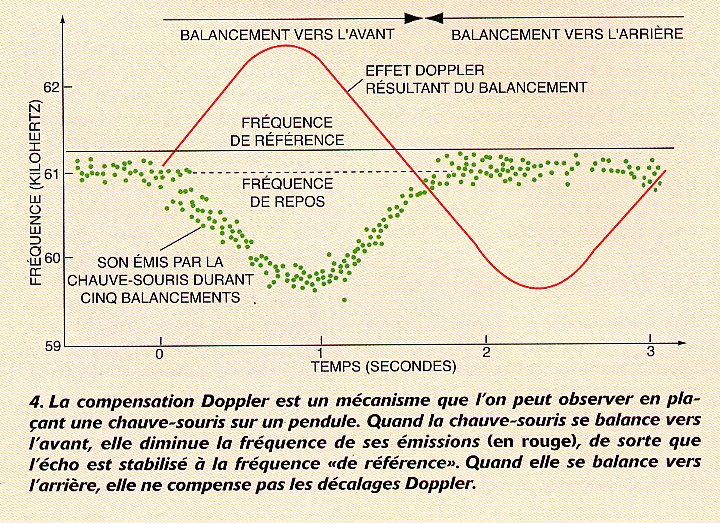 BALANCEMENT VERS L'AVANT
BALANCEMENT VERS L'ARRIÈRE
EFFET DOPPLER
RÉSULTANT DU BALANCEMENT
62
FRÉQUENCE
DE RÉFÉRENCE
61
FRÉQUENCE
DE REPOS
FRÉQUENCE (KILOHERTZ)
60
SON ÉMIS PAR LA
CHAUVE-SOURIS DURANT
CINQ BALANCEMENTS
59
0
1
2
3
TEMPS (SECONDES)
4. La compensation Doppler est un mécanisme que l'on peut observer en pla-
çant une chauve-souris sur un pendule. Quand la chauve-souris se balance vers
l'avant, elle diminue la fréquence de ses émissions (en rouge), de sorte que
l'écho est stabilisé à la fréquence «de référence». Quand elle se balance vers
l'arrière, elle ne compense pas les décalages Doppler.